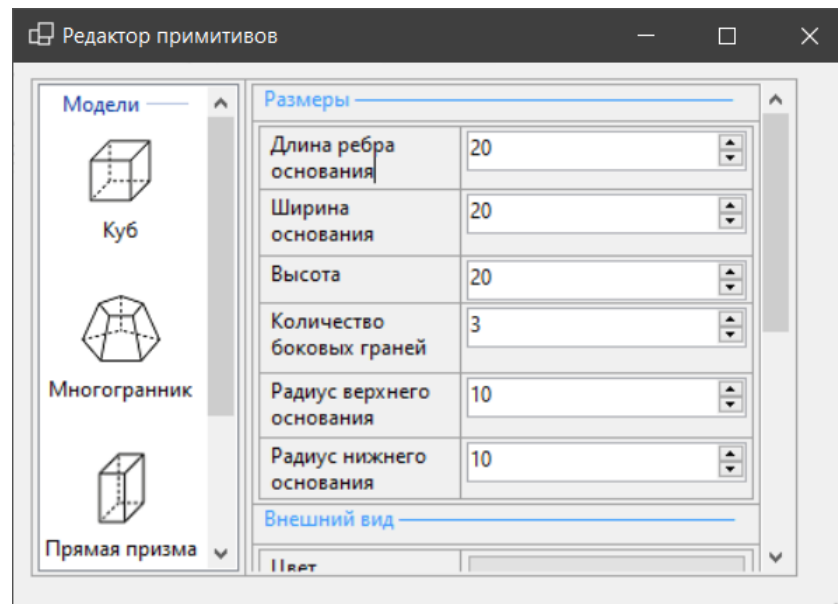 Редактор примитивов
Модели
Куб
Многогранник
Прямая призма
Размеры
Длина ребра
основания
20
Ширина
основания
20
Высота
20
Количество
боковых граней
3
Радиус верхнего
основания
10
Радиус нижнего
основания
10
Внешний вид
Цвет